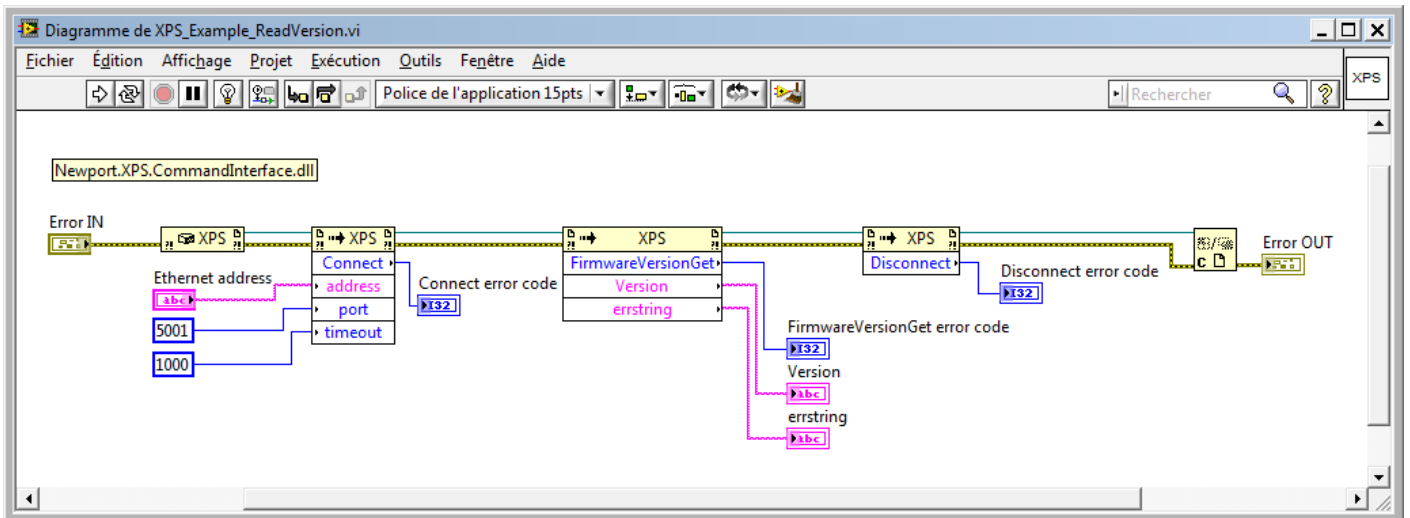 Diagramme de XPS_Example_ReadVersion.vi
Fichier Édition Affichage Projet Exécution Outils Fenêtre Aide
XPS
Police de l'application 15pts
Rechercher
Newport.XPS.CommandInterface.dll
Error IN
XPS
XPS
XPS
XPS
Error OUT
Connect
FirmwareVersionGet
Disconnect
Ethernet address
address
Connect error code
Version
Disconnect error code
abc
I32
I32
port
errstring
5001
timeout
FirmwareVersionGet error code
1000
I32
Version
abc
errstring
abc
C